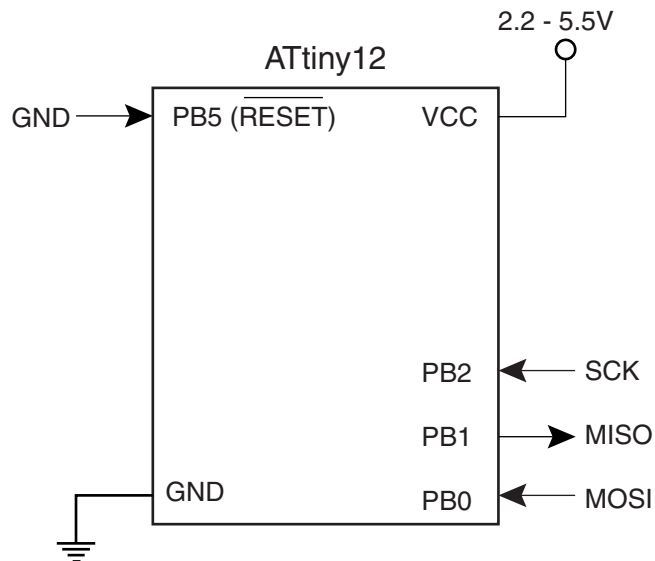 2.2 - 5.5V
ATtiny12
GND
PB5 (RESET)
VCC
PB2
SCK
PB1
MISO
GND
PB0
MOSI